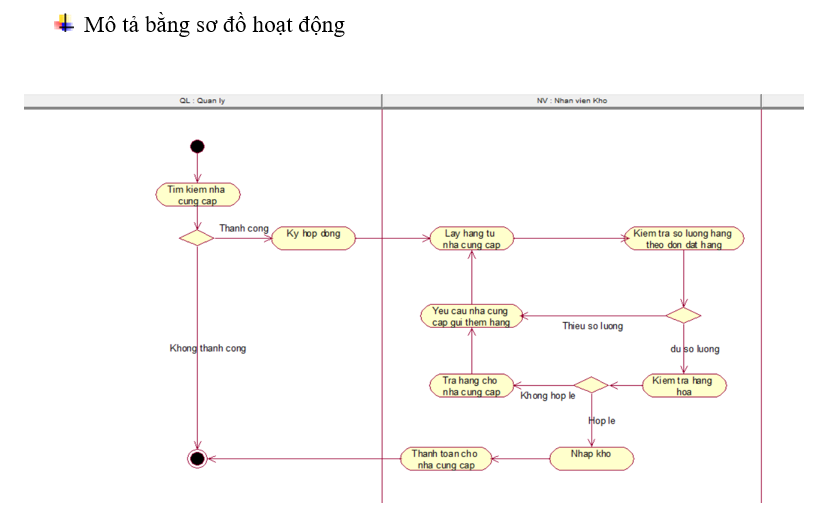 Mô tả bằng sơ đồ hoạt động
QL : Quan ly
NV : Nhan vien Kho
Tim kiem nha
cung cap
Thanh cong
Ky hop dong
Lay hang tu
nha cung cap
Kiem tra so luong hang
theo don dat hang
Yeu cau nha cung
cap gui them hang
Thieu so luong
Khong thanh cong
du so luong
Tra hang cho
nha cung cap
Khong hop le
Kiem tra hang
hoa
Hop le
Thanh toan cho
nha cung cap
Nhap kho